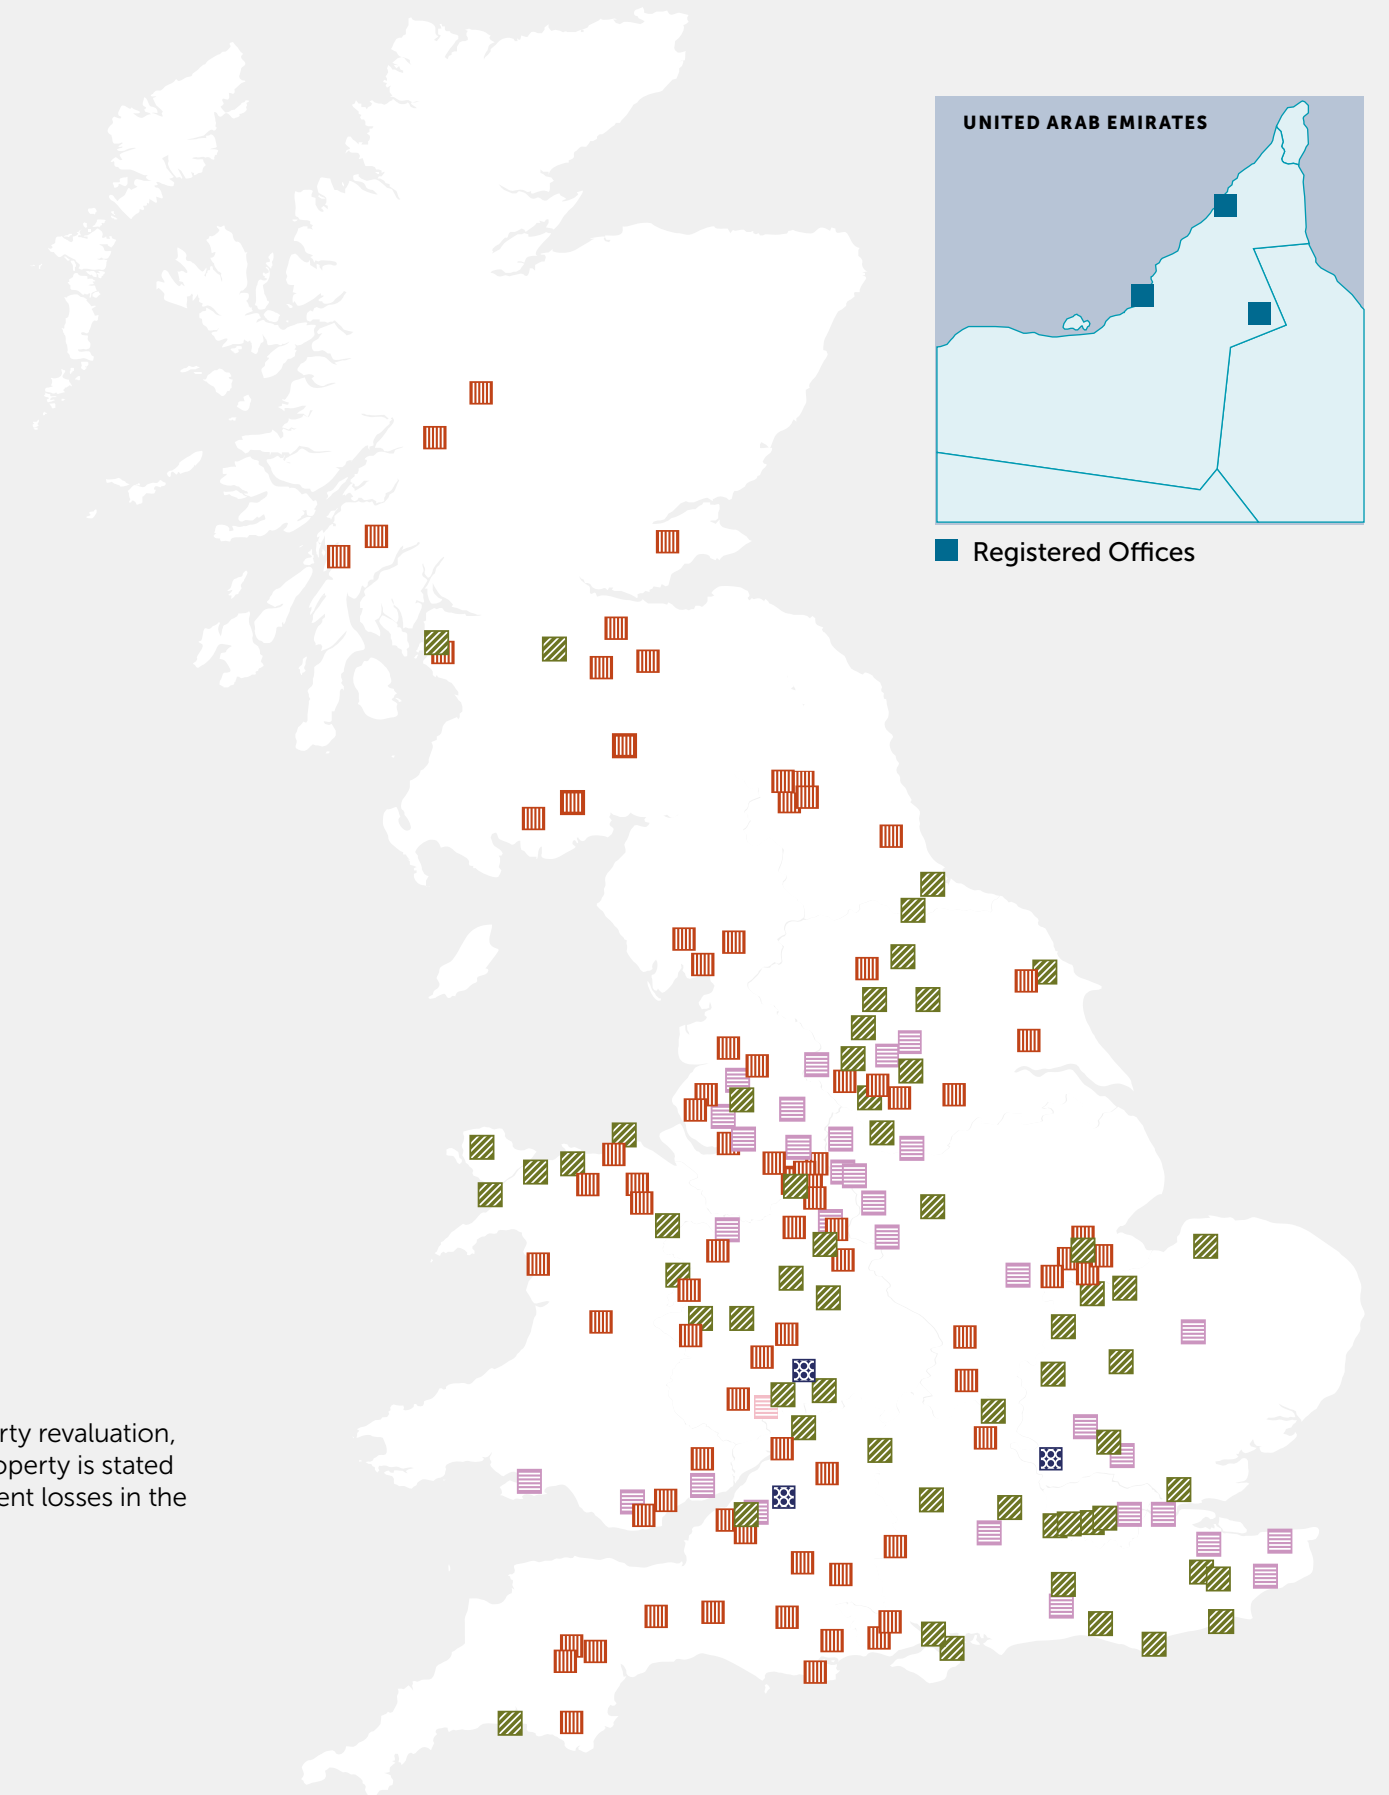 UNITED ARAB EMIRATES
Registered Offices
rty revaluation,
operty is stated
ent losses in the